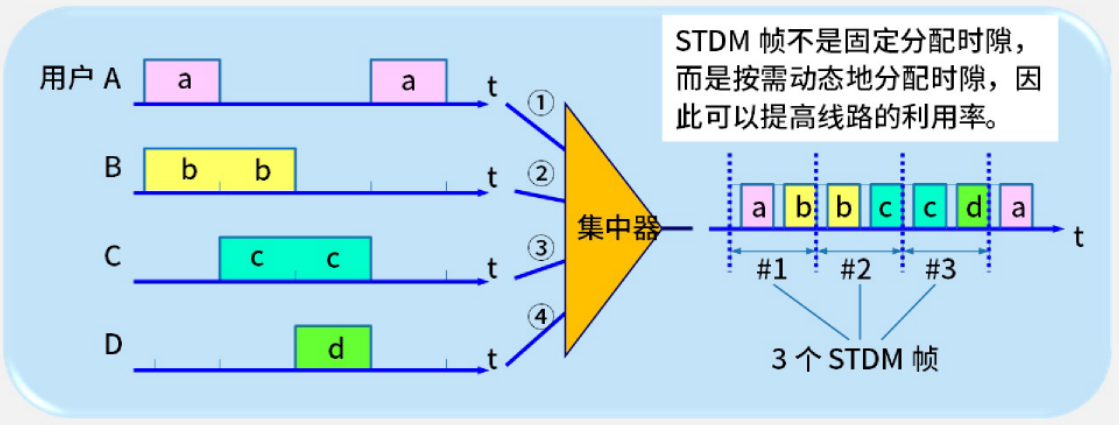 STDM 帧不是固定分配时隙，
而是按需动态地分配时隙，因
此可以提高线路的利用率。
用户 A
a
a
t
①
B
b
b
t
②
C
c
c
t
③
D
d
t
④
集中器
a
b
b
c
c
d
a
t
#1
#2
#3
3 个 STDM 帧